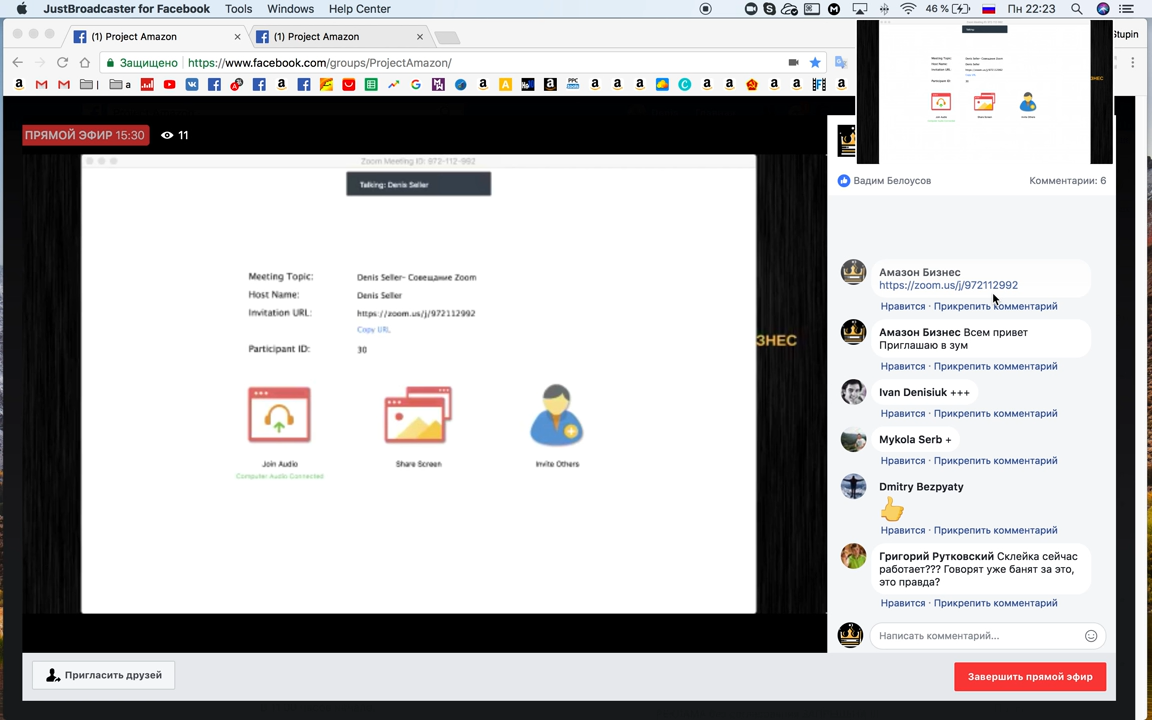 JustBroadcaster for Facebook Tools Windows Help Center 46 % Пн 22:23
(1) Project Amazon (1) Project Amazon Stupin
Защищено https://www.facebook.com/groups/ProjectAmazon/
ПРЯМОЙ ЭФИР 15:30 11
Zoom Meeting ID: 972-112-992
Talking: Denis Seller
Meeting Topic: Denis Seller- Совещание Zoom
Host Name: Denis Seller
Invitation URL: https://zoom.us/j/972112992
Copy URL
Participant ID: 30
Join Audio Share Screen Invite Others
Computer Audio Connected
ЗНЕС
Вадим Белоусов Комментарии: 6
Амазон Бизнес
https://zoom.us/j/972112992
Нравится · Прикрепить комментарий
Амазон Бизнес Всем привет
Приглашаю в зум
Нравится · Прикрепить комментарий
Ivan Denisiuk +++
Нравится · Прикрепить комментарий
Mykola Serb +
Нравится · Прикрепить комментарий
Dmitry Bezpyaty
Нравится · Прикрепить комментарий
Григорий Рутковский Склейка сейчас
работает??? Говорят уже банят за это,
это правда?
Нравится · Прикрепить комментарий
Написать комментарий...
Пригласить друзей
Завершить прямой эфир